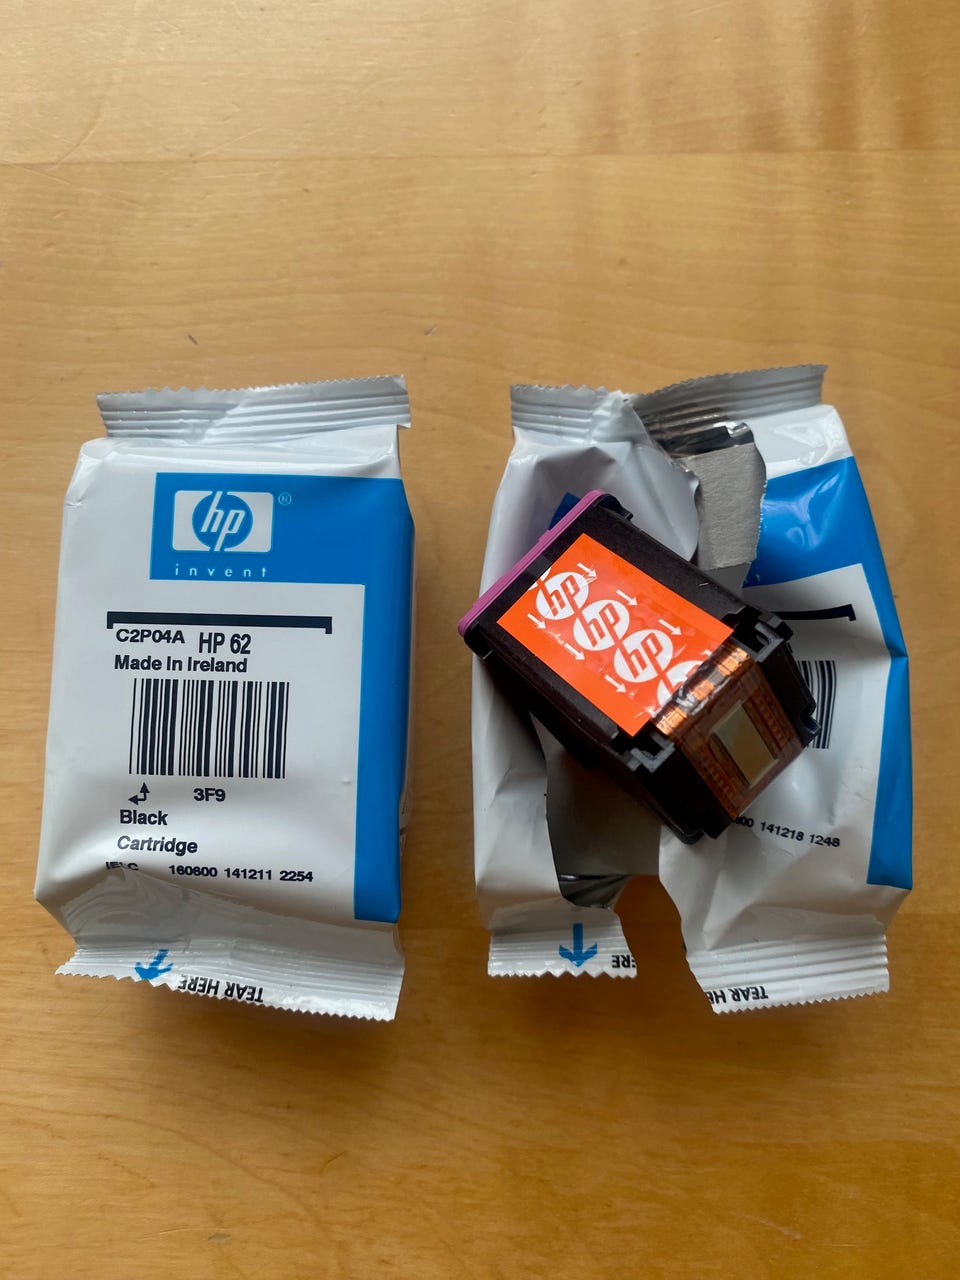 hp®
invent
C2P04A HP 62
Made in Ireland
3F9
Black
Cartridge
160600 141211 2254
TEAR HERE
hp
hp
hp
141218 1248
TEAR HERE